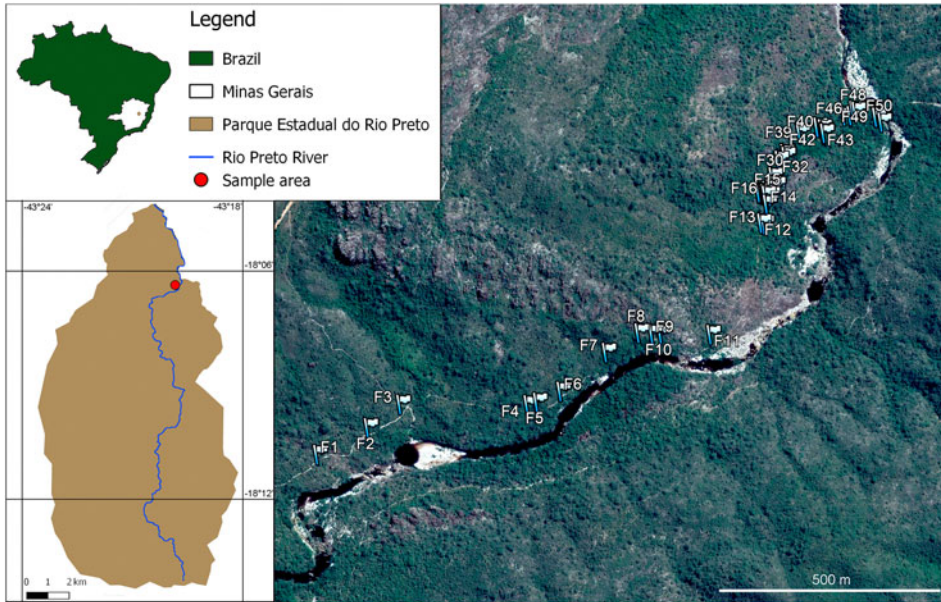 Legend
Brazil
Minas Gerais
Parque Estadual do Rio Preto
Rio Preto River
Sample area
-43°24'
-43°18'
-18°06'
-18°12'
0 1 2 km
F48
F46
F50
F40
F49
F39
F42
F43
F30
F32
F15
F16
F14
F13
F12
F8
F9
F11
F7
F10
F6
F3
F4
F5
F2
F1
500 m